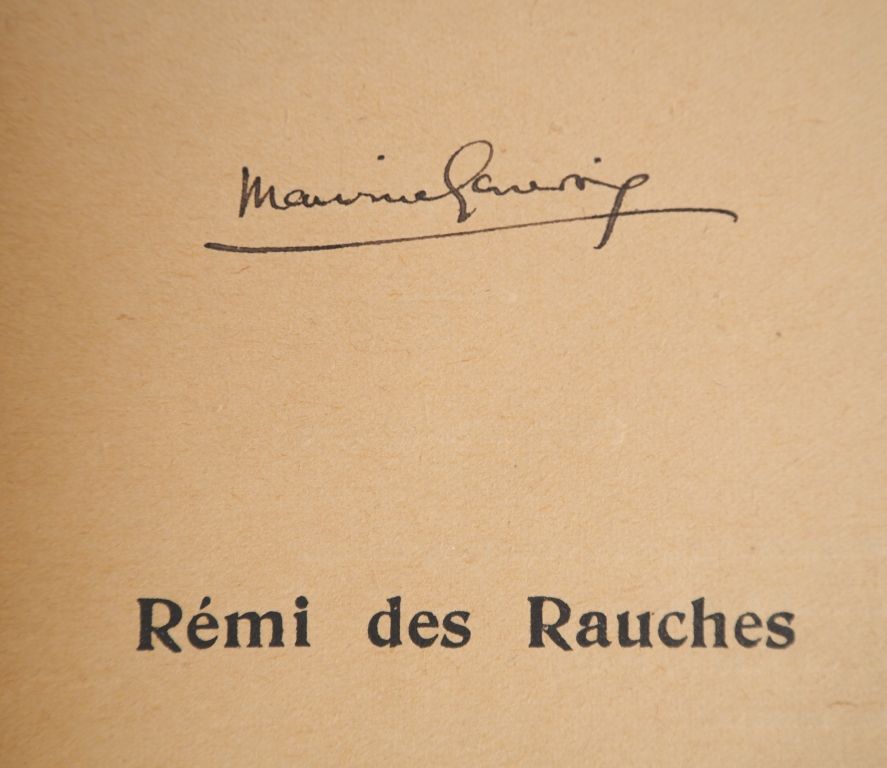 Maurice Genevoix
Rémi des Rauches